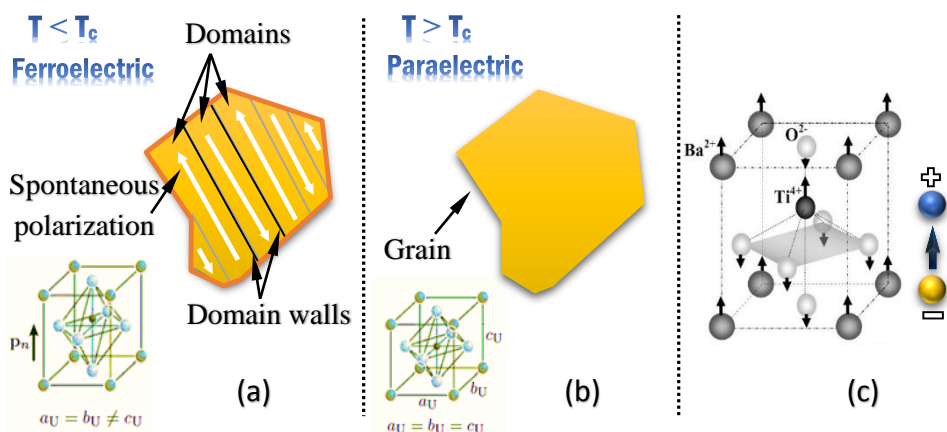 T < Tc
Ferroelectric
Domains
Spontaneous
polarization
Domain walls
pn
aU = bU ≠ cU
(a)
T > Tc
Paraelectric
Grain
cU
bU
aU
aU = bU = cU
(b)
O2-
Ba2+
Ti4+
+
−
(c)